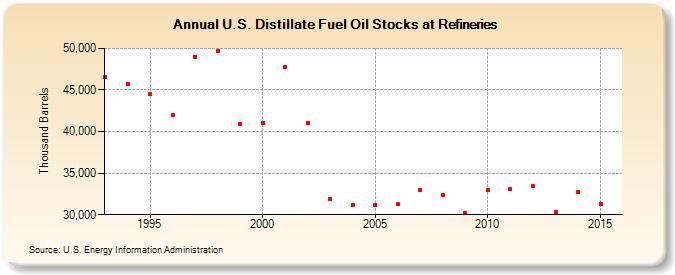 Annual U.S. Distillate Fuel Oil Stocks at Refineries
Thousand Barrels
50,000
45,000
40,000
35,000
30,000
1995 2000 2005 2010 2015
Source: U.S. Energy Information Administration